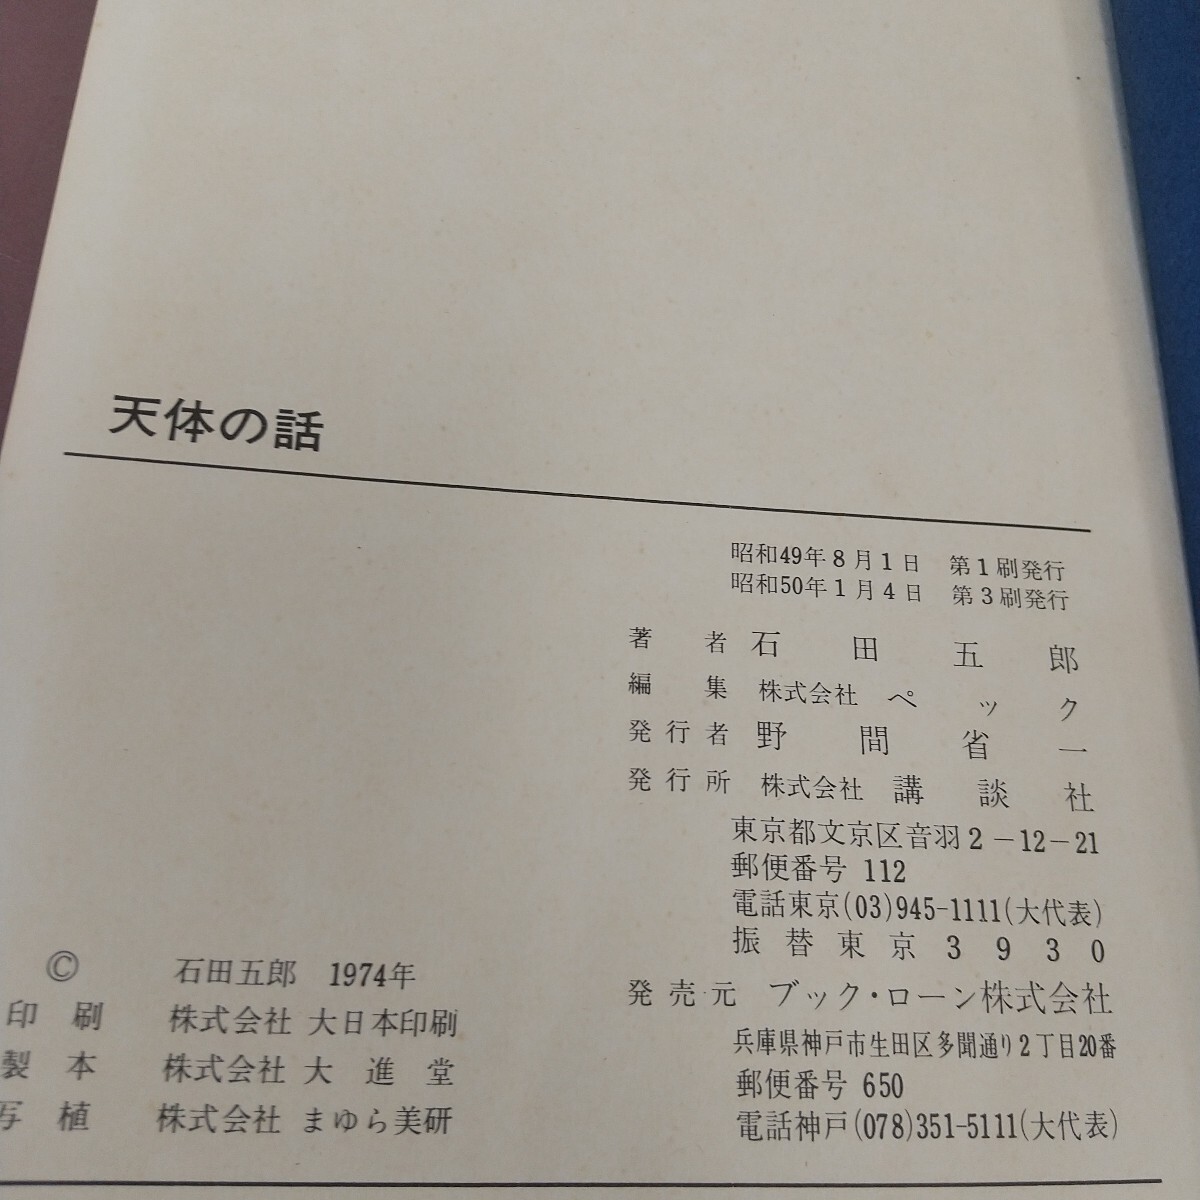 天体の話
昭和49年8月1日 第1刷発行
昭和50年1月4日 第3刷発行
著者 石田五郎
編集 株式会社 ペック
発行者 野間省一
発行所 株式会社 講談社
東京都文京区音羽2-12-21
郵便番号 112
電話東京(03)945-1111(大代表)
振替東京3930
発売元 ブック・ローン株式会社
兵庫県神戸市生田区多聞通り2丁目20番
郵便番号 650
電話神戸(078)351-5111(大代表)
© 石田五郎 1974年
印刷 株式会社 大日本印刷
製本 株式会社 大進堂
写植 株式会社 まゆら美研